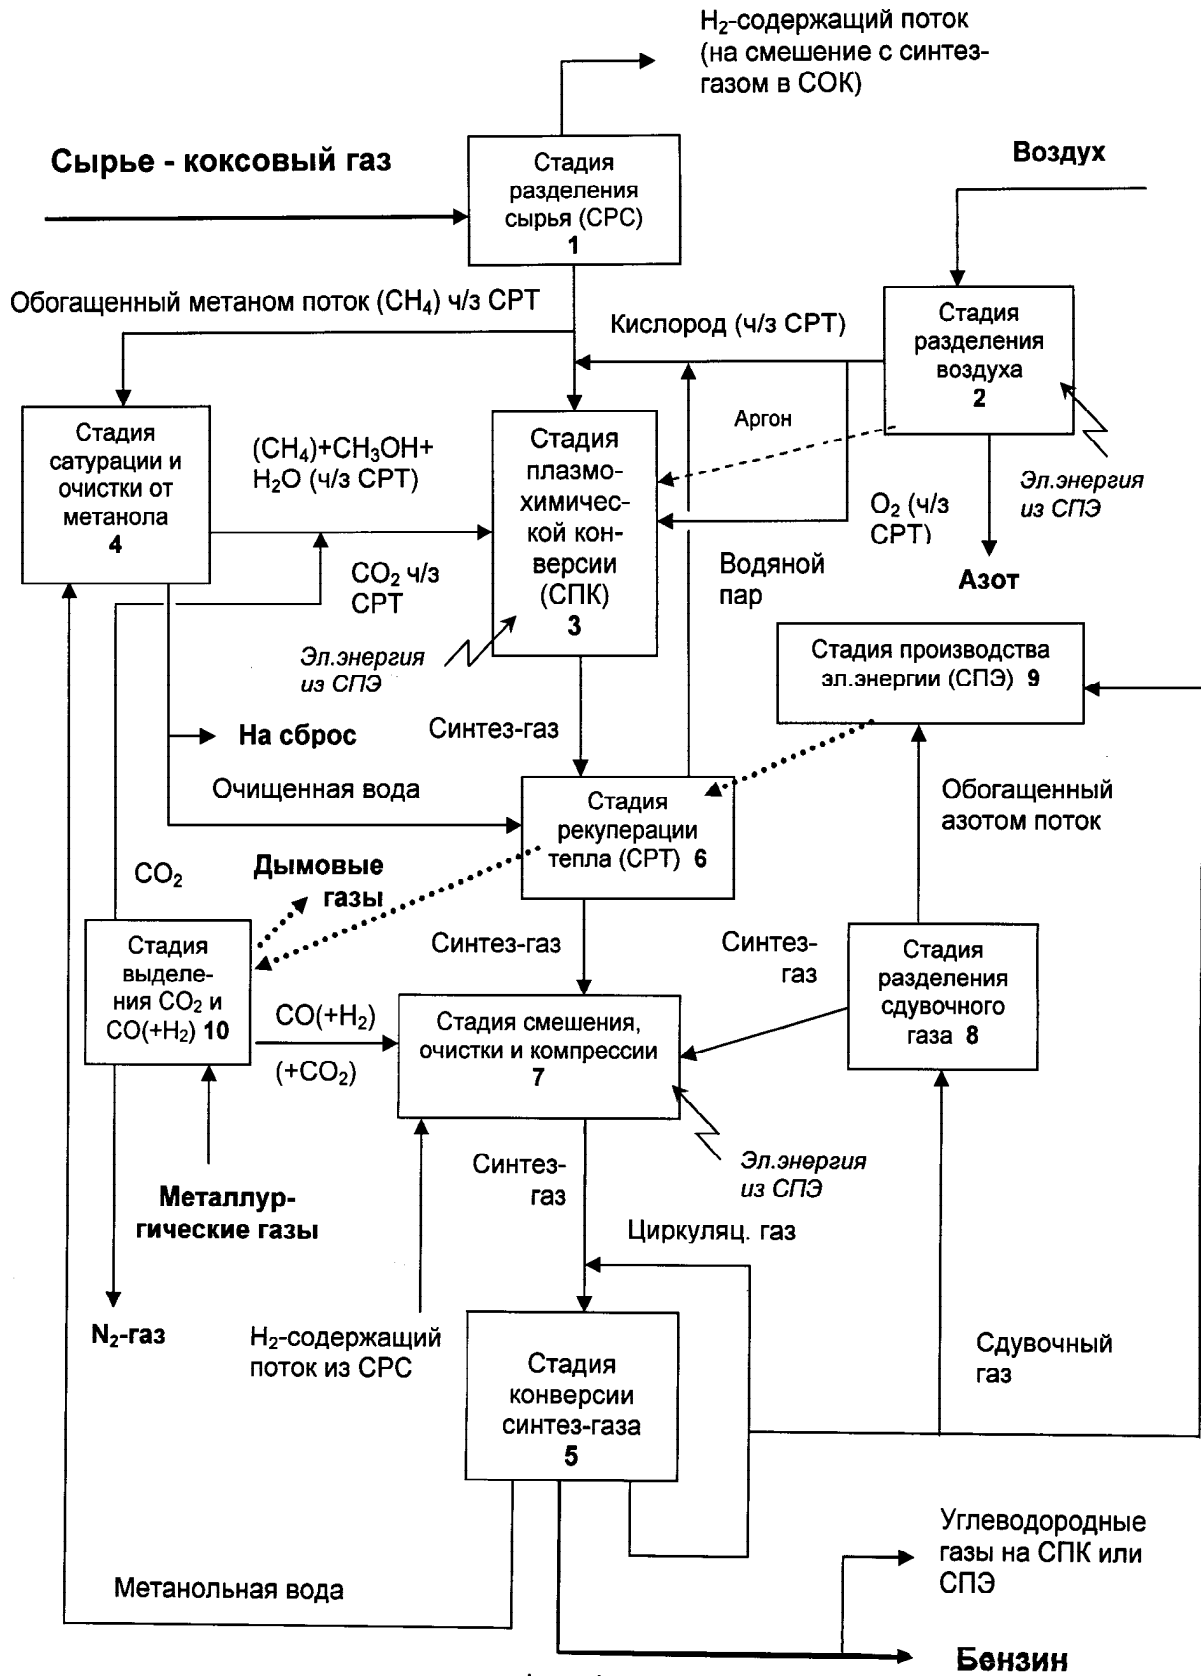 H₂-содержащий поток
(на смешение с синтез-
газом в СОК)
Сырье - коксовый газ
Стадия
разделения
сырья (СРС)
1
Воздух
Обогащенный метаном поток (CH₄) ч/з СРТ
Кислород (ч/з СРТ)
Стадия
разделения
воздуха
2
Стадия
сатурации и
очистки от
метанола
4
(CH₄)+CH₃OH+
H₂O (ч/з СРТ)
Стадия
плазмо-
химичес-
кой кон-
версии
(СПК)
3
Аргон
Эл.энергия
из СПЭ
O₂ (ч/з
СРТ)
Азот
CO₂ ч/з
СРТ
Водяной
пар
Эл.энергия
из СПЭ
Стадия производства
эл.энергии (СПЭ) 9
На сброс
Синтез-газ
Очищенная вода
Стадия
рекуперации
тепла (СРТ) 6
Обогащенный
азотом поток
CO₂
Дымовые
газы
Стадия
выделе-
ния CO₂ и
CO(+H₂) 10
Синтез-газ
Синтез-
газ
Стадия
разделения
сдувочного
газа 8
CO(+H₂)
(+CO₂)
Стадия смешения,
очистки и компрессии
7
Металлур-
гические газы
Синтез-
газ
Эл.энергия
из СПЭ
Циркуляц. газ
N₂-газ
H₂-содержащий
поток из СРС
Стадия
конверсии
синтез-газа
5
Сдувочный
газ
Метанольная вода
Углеводородные
газы на СПК или
СПЭ
Бензин